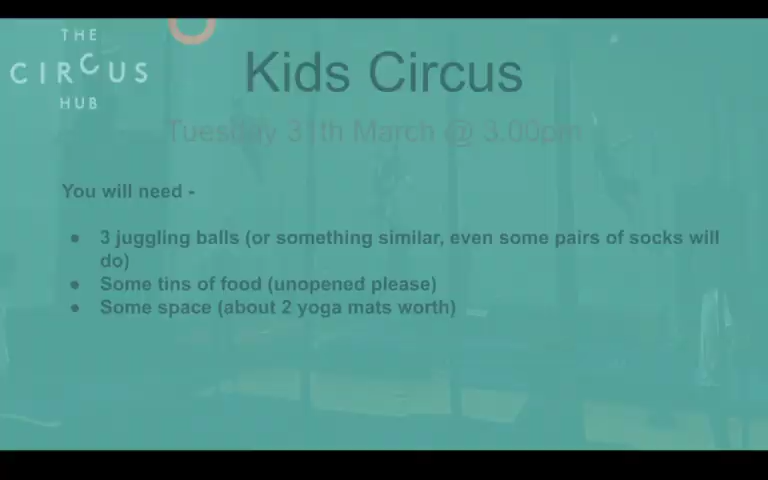 THE
CIRCUS
HUB
Kids Circus
Tuesday 31th March @ 3.00pm
You will need -
● 3 juggling balls (or something similar, even some pairs of socks will
do)
● Some tins of food (unopened please)
● Some space (about 2 yoga mats worth)